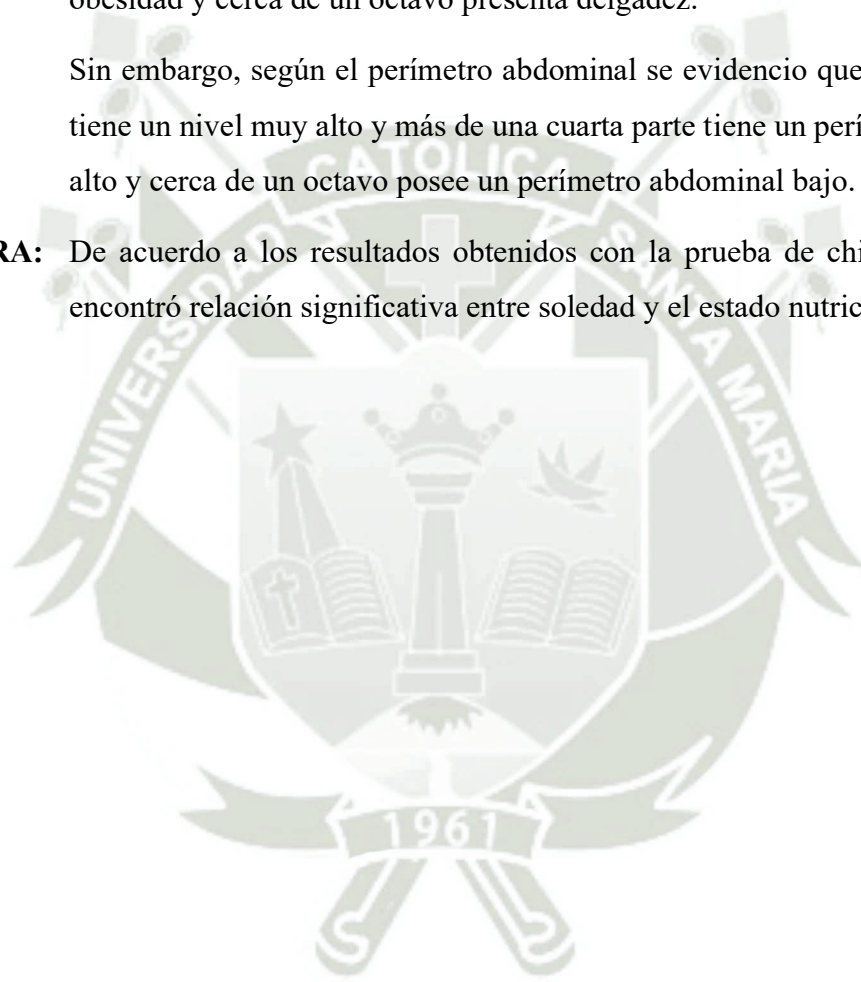 obesidad y cerca de un octavo presenta delgadez.
Sin embargo, según el perímetro abdominal se evidencio que
tiene un nivel muy alto y más de una cuarta parte tiene un perí
alto y cerca de un octavo posee un perímetro abdominal bajo.
RA: De acuerdo a los resultados obtenidos con la prueba de chi
encontró relación significativa entre soledad y el estado nutric
UNIVERSIDAD CATOLICA SANTA MARIA
1961